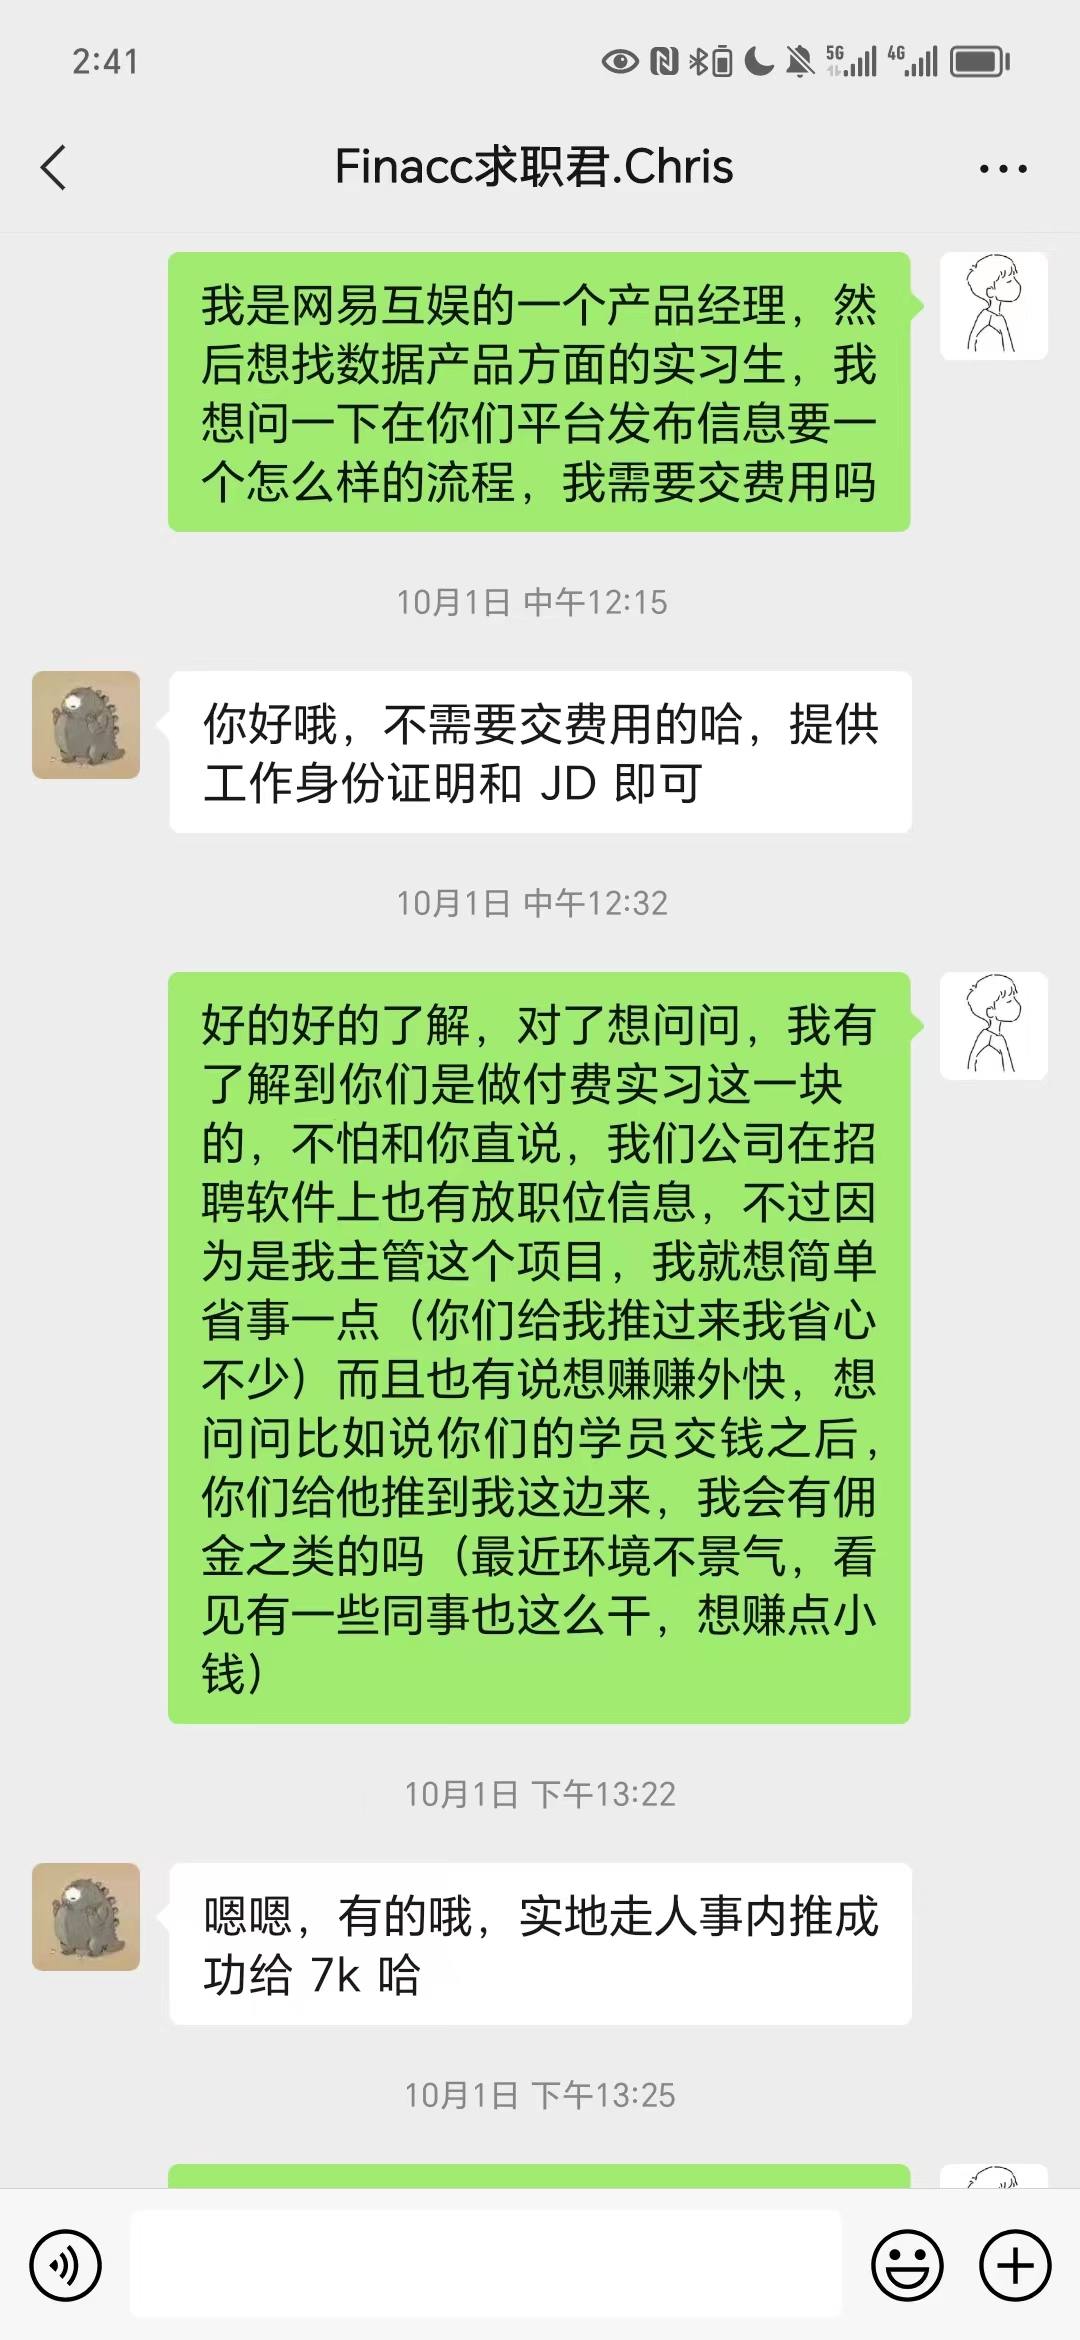 2:41
5G
4G
Finacc求职君.Chris
我是网易互娱的一个产品经理，然
后想找数据产品方面的实习生，我
想问一下在你们平台发布信息要一
个怎么样的流程，我需要交费用吗
10月1日 中午12:15
你好哦，不需要交费用的哈，提供
工作身份证明和 JD 即可
10月1日 中午12:32
好的好的了解，对了想问问，我有
了解到你们是做付费实习这一块
的，不怕和你直说，我们公司在招
聘软件上也有放职位信息，不过因
为是我主管这个项目，我就想简单
省事一点（你们给我推过来我省心
不少）而且也有说想赚赚外快，想
问问比如说你们的学员交钱之后，
你们给他推到我这边来，我会有佣
金之类的吗（最近环境不景气，看
见有一些同事也这么干，想赚点小
钱）
10月1日 下午13:22
嗯嗯，有的哦，实地走人事内推成
功给 7k 哈
10月1日 下午13:25